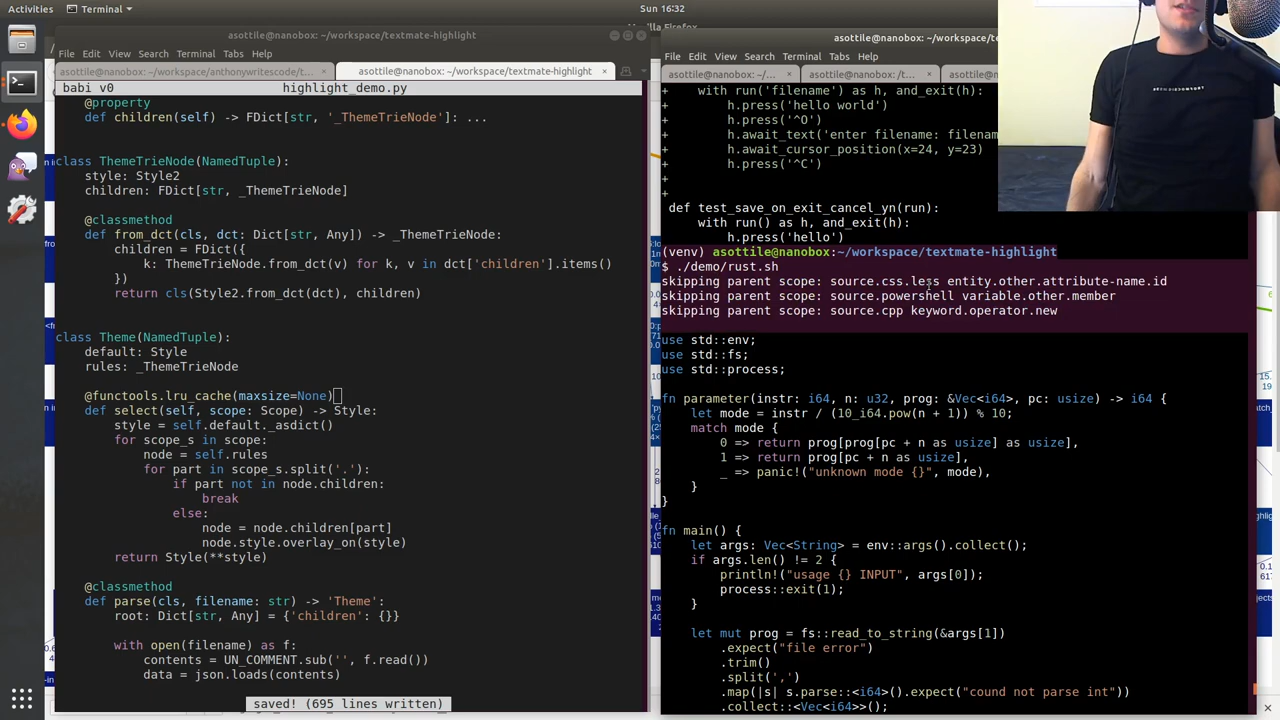 Activities
Terminal
Sun 16:32
asottile@nanobox: ~/workspace/textmate-highlight
File Edit View Search Terminal Tabs Help
asottile@nanobox: ~/workspace/anthonywritescode/t...
asottile@nanobox: ~/workspace/textmate-highlight
babi v0
highlight_demo.py
@property
def children(self) -> FDict[str, '_ThemeTrieNode']: ...
class ThemeTrieNode(NamedTuple):
style: Style2
children: FDict[str, _ThemeTrieNode]
@classmethod
def from_dct(cls, dct: Dict[str, Any]) -> _ThemeTrieNode:
children = FDict({
k: ThemeTrieNode.from_dct(v) for k, v in dct['children'].items()
})
return cls(Style2.from_dct(dct), children)
class Theme(NamedTuple):
default: Style
rules: _ThemeTrieNode
@functools.lru_cache(maxsize=None)
def select(self, scope: Scope) -> Style:
style = self.default._asdict()
for scope_s in scope:
node = self.rules
for part in scope_s.split('.'):
if part not in node.children:
break
else:
node = node.children[part]
node.style.overlay_on(style)
return Style(**style)
@classmethod
def parse(cls, filename: str) -> 'Theme':
root: Dict[str, Any] = {'children': {}}
with open(filename) as f:
contents = UN_COMMENT.sub('', f.read())
data = json.loads(contents)
saved! (695 lines written)
Firefox
asottile@nanobox: ~/workspace/tex
File Edit View Search Terminal Tabs Help
asottile@nanobox: ~/...
asottile@nanobox: /t...
asottile@nanobox: ~/
+ with run('filename') as h, and_exit(h):
+ h.press('hello world')
+ h.press('^O')
+ h.await_text('enter filename: filenam
+ h.await_cursor_position(x=24, y=23)
+ h.press('^C')
+
+
def test_save_on_exit_cancel_yn(run):
with run() as h, and_exit(h):
h.press('hello')
(venv) asottile@nanobox:~/workspace/textmate-highlight
$ ./demo/rust.sh
skipping parent scope: source.css.less entity.other.attribute-name.id
skipping parent scope: source.powershell variable.other.member
skipping parent scope: source.cpp keyword.operator.new
use std::env;
use std::fs;
use std::process;
fn parameter(instr: i64, n: u32, prog: &Vec<i64>, pc: usize) -> i64 {
let mode = instr / (10_i64.pow(n + 1)) % 10;
match mode {
0 => return prog[prog[pc + n as usize] as usize],
1 => return prog[pc + n as usize],
_ => panic!("unknown mode {}", mode),
}
}
fn main() {
let args: Vec<String> = env::args().collect();
if args.len() != 2 {
println!("usage {} INPUT", args[0]);
process::exit(1);
}
let mut prog = fs::read_to_string(&args[1])
.expect("file error")
.trim()
.split(',')
.map(|s| s.parse::<i64>().expect("cound not parse int"))
.collect::<Vec<i64>>();